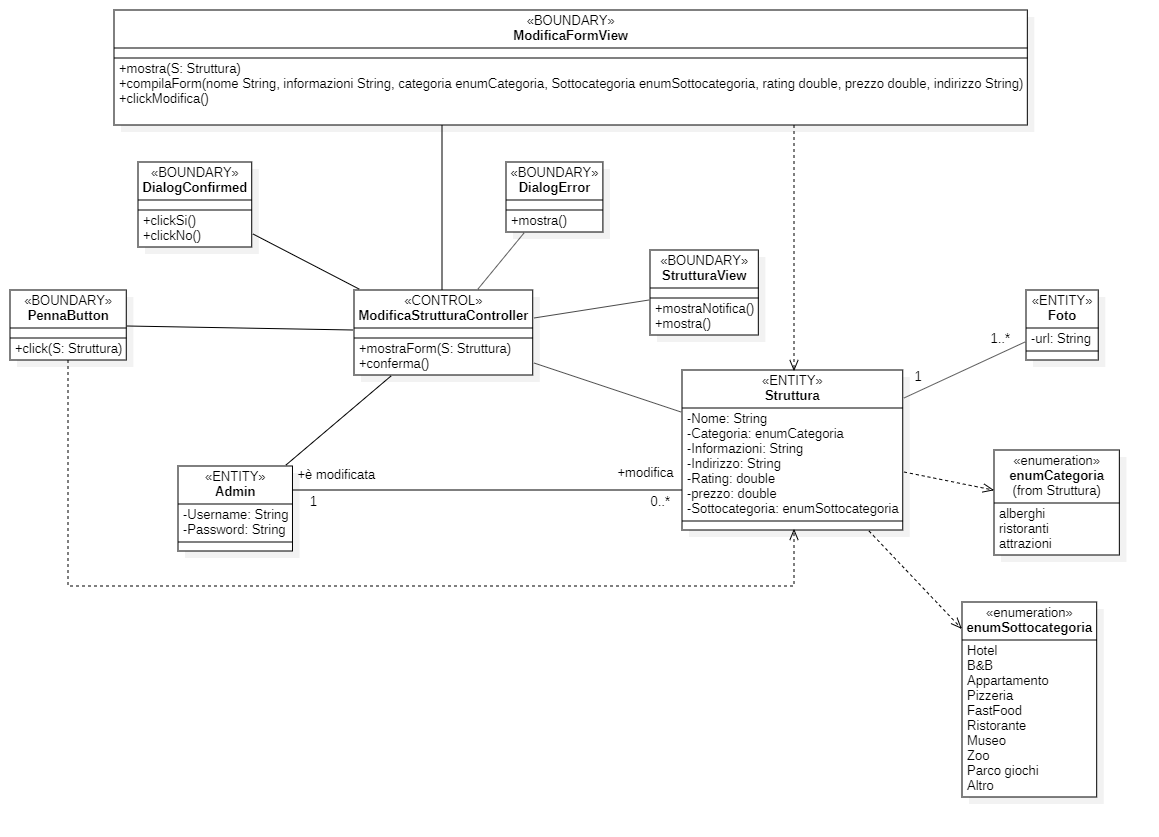 «BOUNDARY»
ModificaFormView
+mostra(S: Struttura)
+compilaForm(nome String, informazioni String, categoria enumCategoria, Sottocategoria enumSottocategoria, rating double, prezzo double, indirizzo String)
+clickModifica()
«BOUNDARY»
DialogConfirmed
+clickSi()
+clickNo()
«BOUNDARY»
DialogError
+mostra()
«BOUNDARY»
StrutturaView
+mostraNotifica()
+mostra()
«BOUNDARY»
PennaButton
+click(S: Struttura)
«CONTROL»
ModificaStrutturaController
+mostraForm(S: Struttura)
+conferma()
«ENTITY»
Foto
-url: String
1..*
1
«ENTITY»
Struttura
-Nome: String
-Categoria: enumCategoria
-Informazioni: String
-Indirizzo: String
-Rating: double
-prezzo: double
-Sottocategoria: enumSottocategoria
«ENTITY»
Admin
-Username: String
-Password: String
+è modificata
1
+modifica
0..*
«enumeration»
enumCategoria
(from Struttura)
alberghi
ristoranti
attrazioni
«enumeration»
enumSottocategoria
Hotel
B&B
Appartamento
Pizzeria
FastFood
Ristorante
Museo
Zoo
Parco giochi
Altro